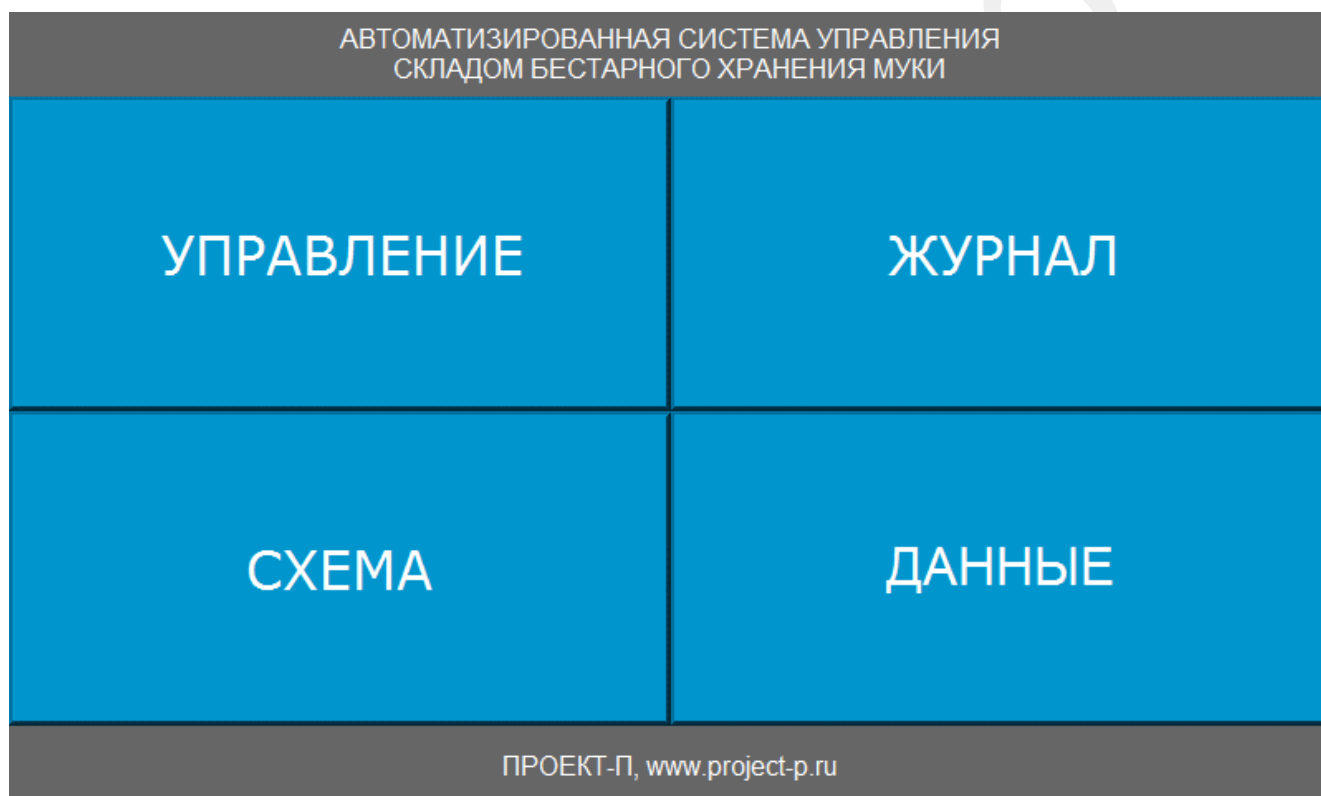 АВТОМАТИЗИРОВАННАЯ СИСТЕМА УПРАВЛЕНИЯ
СКЛАДОМ БЕСТАРНОГО ХРАНЕНИЯ МУКИ
УПРАВЛЕНИЕ
ЖУРНАЛ
СХЕМА
ДАННЫЕ
ПРОЕКТ-П, www.project-p.ru